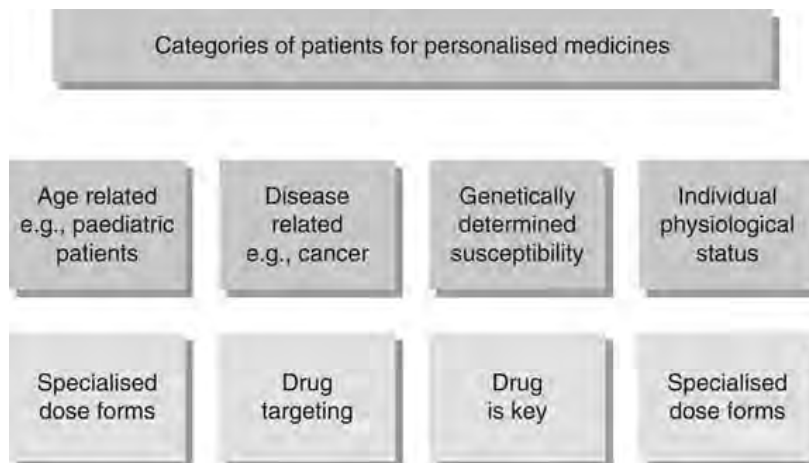 Categories of patients for personalised medicines
Age related
e.g., paediatric
patients
Disease
related
e.g., cancer
Genetically
determined
susceptibility
Individual
physiological
status
Specialised
dose forms
Drug
targeting
Drug
is key
Specialised
dose forms